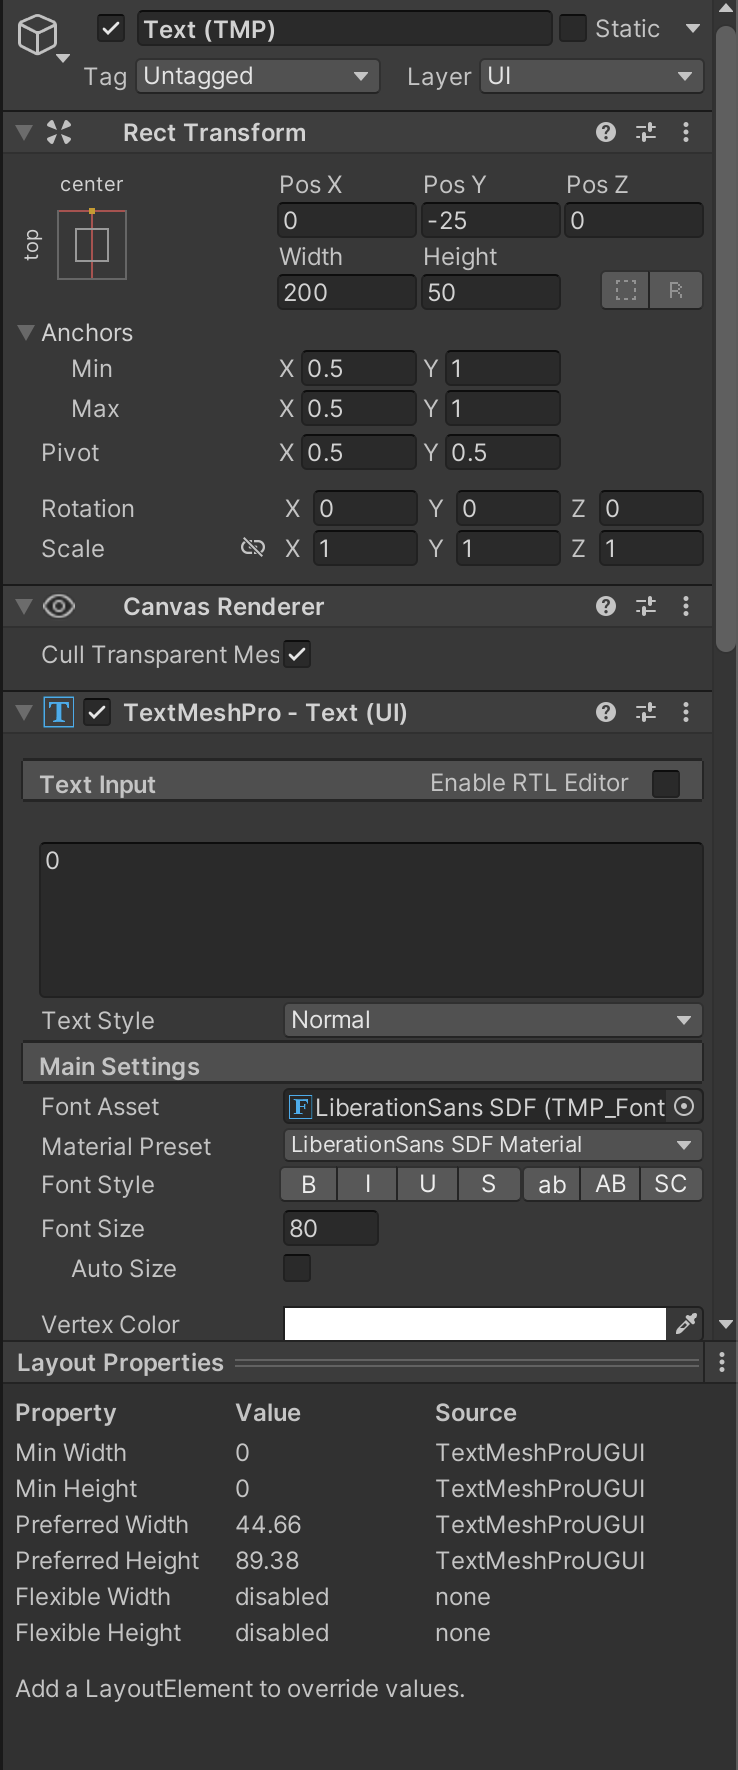 Text (TMP) Static
Tag Untagged Layer UI
Rect Transform
center
top
Pos X Pos Y Pos Z
0 -25 0
Width Height
200 50 R
Anchors
Min X 0.5 Y 1
Max X 0.5 Y 1
Pivot X 0.5 Y 0.5
Rotation X 0 Y 0 Z 0
Scale X 1 Y 1 Z 1
Canvas Renderer
Cull Transparent Mes
T TextMeshPro - Text (UI)
Text Input Enable RTL Editor
0
Text Style Normal
Main Settings
Font Asset F LiberationSans SDF (TMP_Font
Material Preset LiberationSans SDF Material
Font Style B I U S ab AB SC
Font Size 80
Auto Size
Vertex Color
Layout Properties
Property Value Source
Min Width 0 TextMeshProUGUI
Min Height 0 TextMeshProUGUI
Preferred Width 44.66 TextMeshProUGUI
Preferred Height 89.38 TextMeshProUGUI
Flexible Width disabled none
Flexible Height disabled none
Add a LayoutElement to override values.